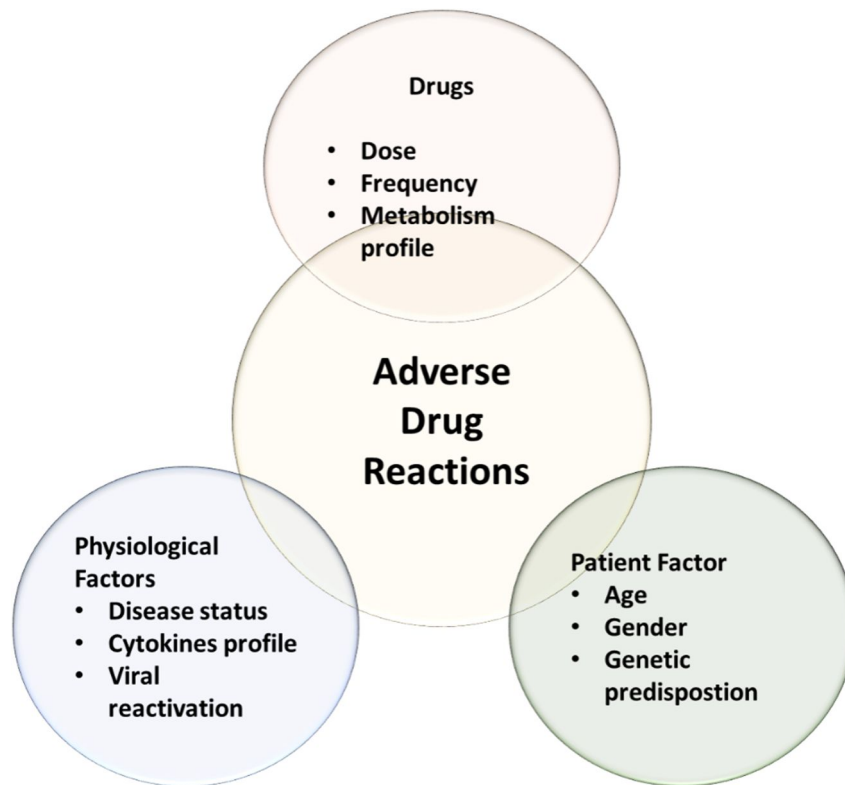 Drugs
• Dose
• Frequency
• Metabolism
profile
Adverse
Drug
Reactions
Physiological
Factors
• Disease status
• Cytokines profile
• Viral
reactivation
Patient Factor
• Age
• Gender
• Genetic
predispostion